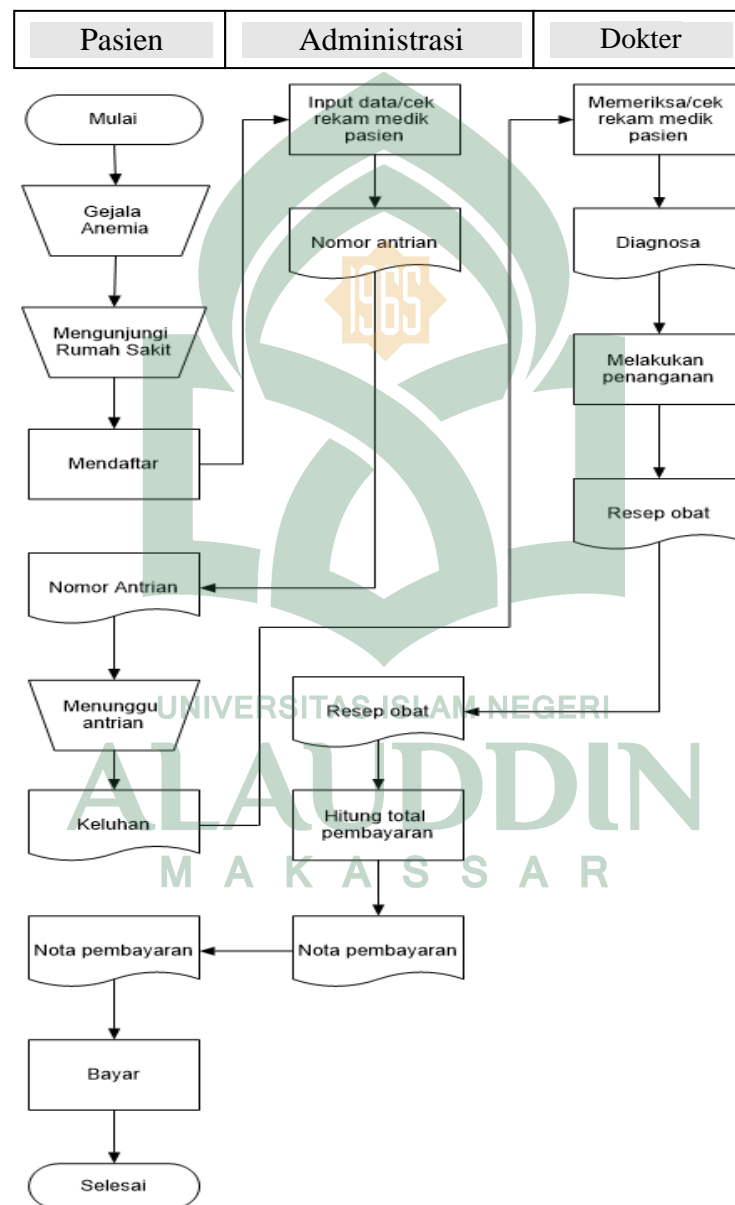 Pasien
Administrasi
Dokter
Mulai
Gejala
Anemia
Mengunjungi
Rumah Sakit
Mendaftar
Nomor Antrian
Menunggu
antrian
Keluhan
Nota pembayaran
Bayar
Selesai
Input data/cek
rekam medik
pasien
Nomor antrian
Resep obat
Hitung total
pembayaran
Nota pembayaran
Memeriksa/cek
rekam medik
pasien
Diagnosa
Melakukan
penanganan
Resep obat
1965
UNIVERSITAS ISLAM NEGERI
ALAUDDIN
MAKASSAR